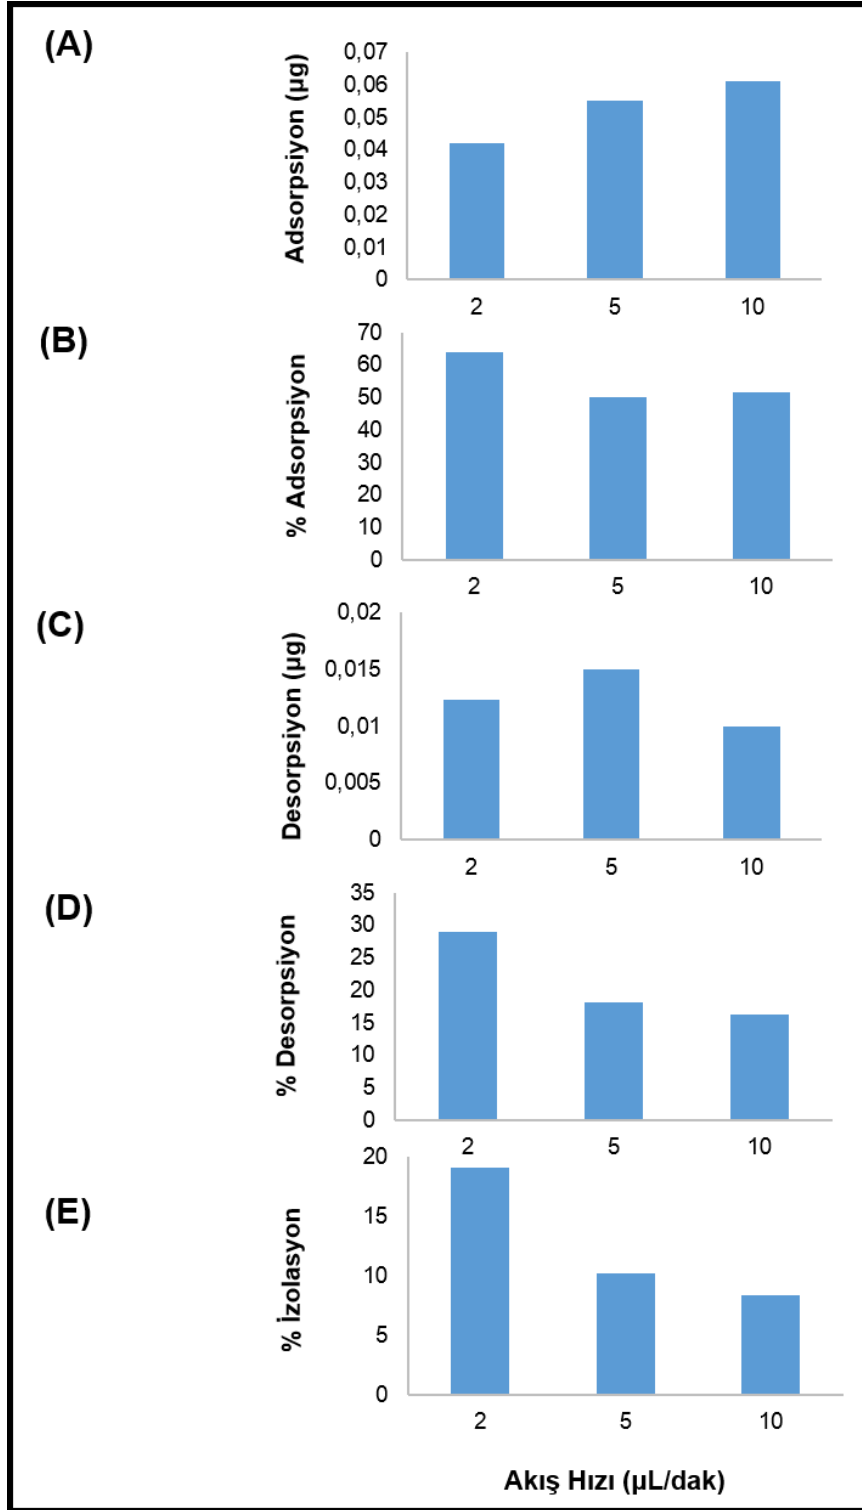 (A)
Adsorpsiyon (µg)
0,07
0,06
0,05
0,04
0,03
0,02
0,01
0
2 5 10
(B)
% Adsorpsiyon
70
60
50
40
30
20
10
0
2 5 10
(C)
Desorpsiyon (µg)
0,02
0,015
0,01
0,005
0
2 5 10
(D)
% Desorpsiyon
35
30
25
20
15
10
5
0
2 5 10
(E)
% İzolasyon
20
15
10
5
0
2 5 10
Akış Hızı (µL/dak)